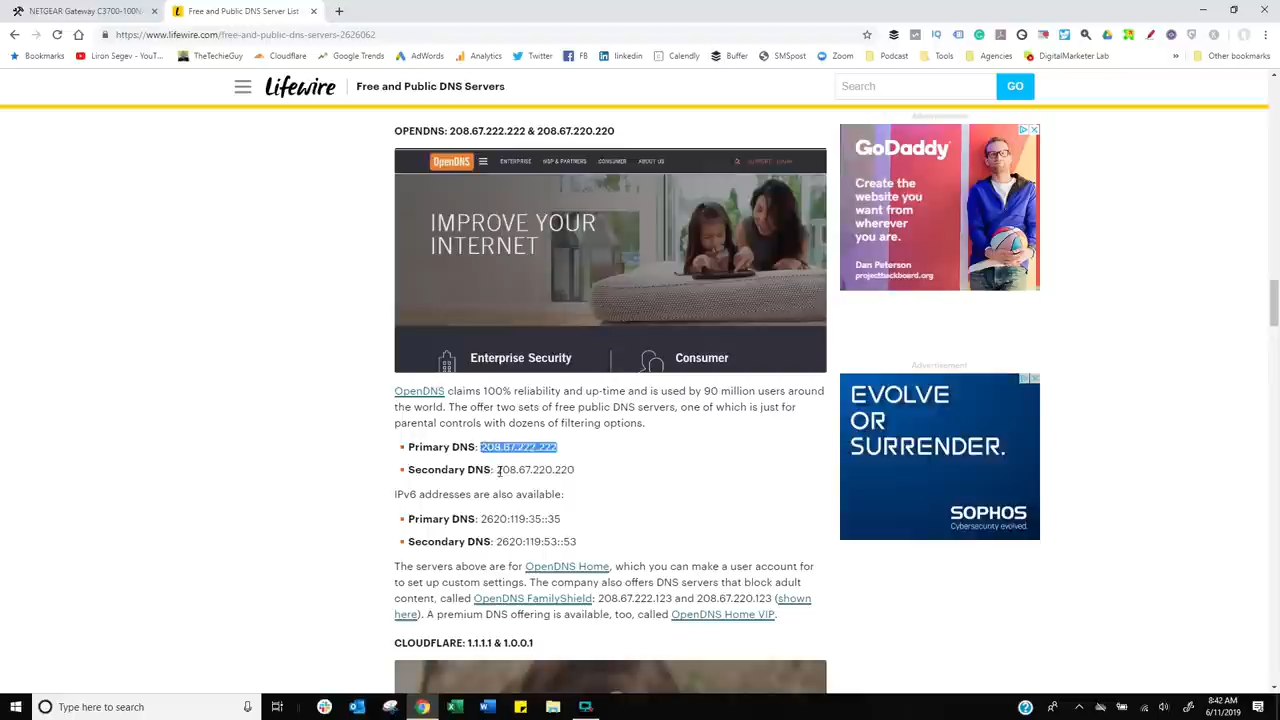 NETGEAR Gateway C3700-100N
Free and Public DNS Server List
https://www.lifewire.com/free-and-public-dns-servers-2626062
Bookmarks
Liron Segev - YouT...
TheTechieGuy
Cloudflare
Google Trends
AdWords
Analytics
Twitter
FB
linkedin
Calendly
Buffer
SMSpost
Zoom
Podcast
Tools
Agencies
DigitalMarketer Lab
»
Other bookmarks
Lifewire
Free and Public DNS Servers
Search
GO
Advertisement
OPENDNS: 208.67.222.222 & 208.67.220.220
OpenDNS
ENTERPRISE
MSP & PARTNERS
CONSUMER
ABOUT US
SUPPORT
IMPROVE YOUR
INTERNET
Enterprise Security
Consumer
GoDaddy
Create the
website you
want from
wherever
you are.
Dan Peterson
projectbackboard.org
Advertisement
EVOLVE
OR
SURRENDER.
SOPHOS
Cybersecurity evolved.
OpenDNS claims 100% reliability and up-time and is used by 90 million users around
the world. The offer two sets of free public DNS servers, one of which is just for
parental controls with dozens of filtering options.
Primary DNS: 208.67.222.222
Secondary DNS: 208.67.220.220
IPv6 addresses are also available:
Primary DNS: 2620:119:35::35
Secondary DNS: 2620:119:53::53
The servers above are for OpenDNS Home, which you can make a user account for
to set up custom settings. The company also offers DNS servers that block adult
content, called OpenDNS FamilyShield: 208.67.222.123 and 208.67.220.123 (shown
here). A premium DNS offering is available, too, called OpenDNS Home VIP.
CLOUDFLARE: 1.1.1.1 & 1.0.0.1
Type here to search
8:42 AM
6/11/2019